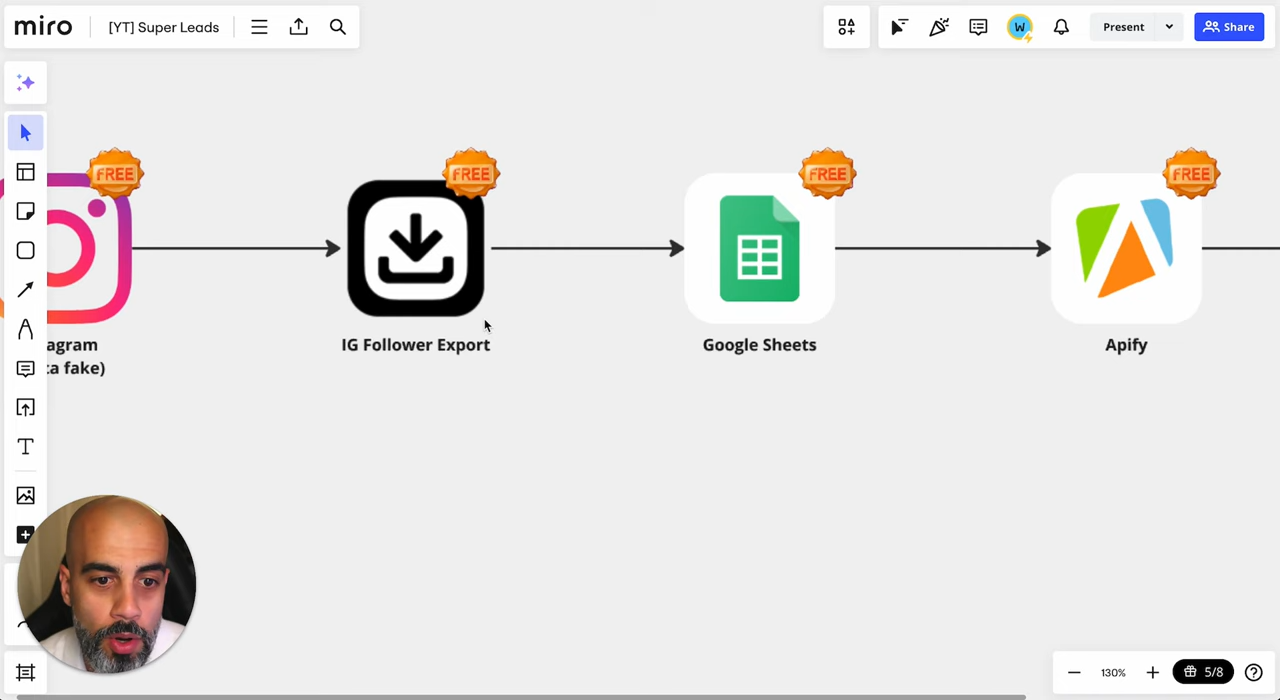 miro
[YT] Super Leads
W
Present
Share
FREE
FREE
FREE
FREE
agram
a fake)
IG Follower Export
Google Sheets
Apify
130%
5/8